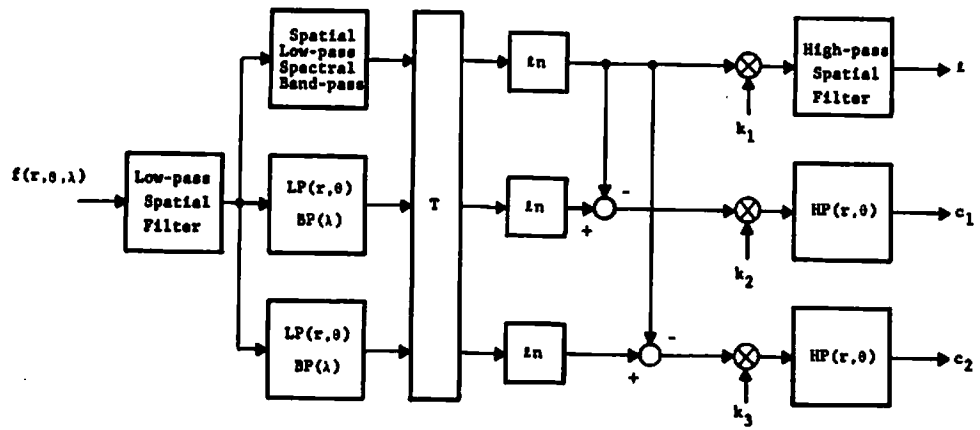 f(r,θ,λ)
Low-pass
Spatial
Filter
Spatial
Low-pass
Spectral
Band-pass
LP(r,θ)
BP(λ)
LP(r,θ)
BP(λ)
T
ℓn
ℓn
ℓn
-
+
-
+
k₁
k₂
k₃
High-pass
Spatial
Filter
HP(r,θ)
HP(r,θ)
ℓ
c₁
c₂